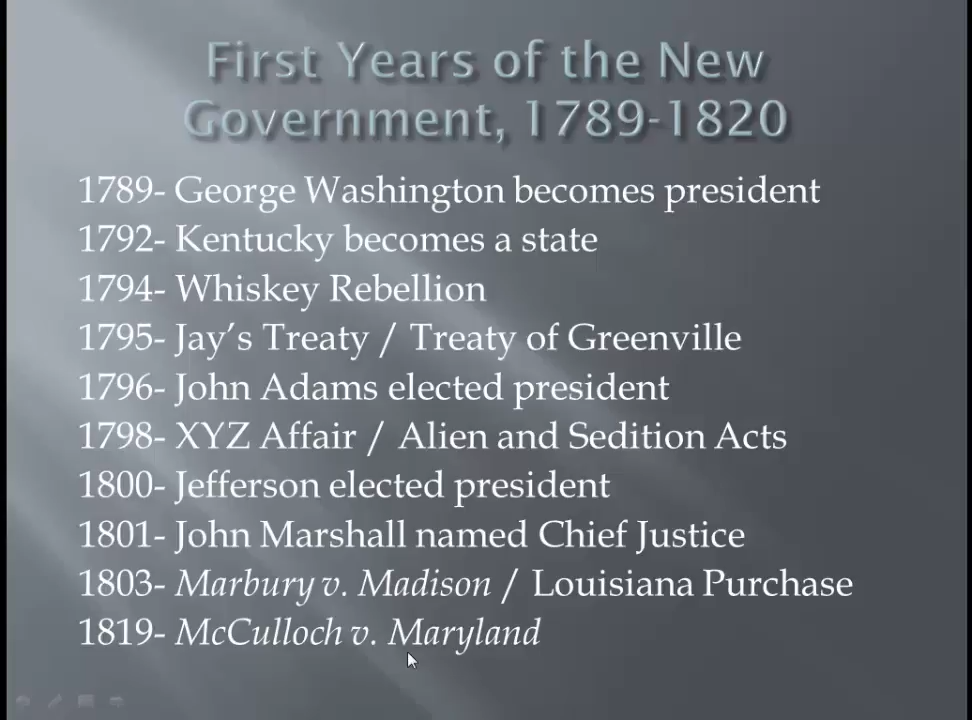 First Years of the New
Government, 1789-1820
1789- George Washington becomes president
1792- Kentucky becomes a state
1794- Whiskey Rebellion
1795- Jay’s Treaty / Treaty of Greenville
1796- John Adams elected president
1798- XYZ Affair / Alien and Sedition Acts
1800- Jefferson elected president
1801- John Marshall named Chief Justice
1803- Marbury v. Madison / Louisiana Purchase
1819- McCulloch v. Maryland